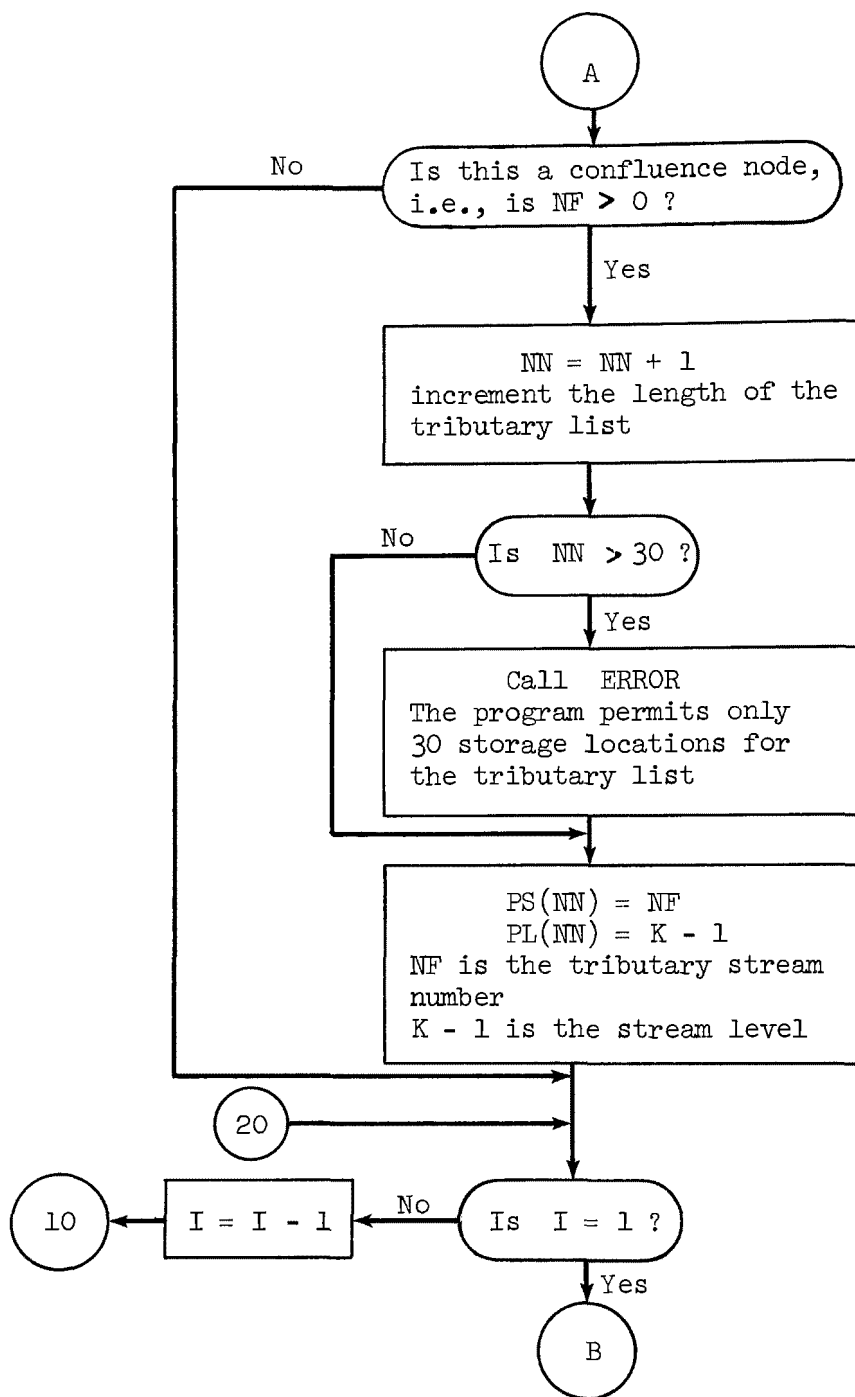 A
No
Is this a confluence node,
i.e., is NF > 0 ?
Yes
NN = NN + 1
increment the length of the
tributary list
No
Is NN > 30 ?
Yes
Call ERROR
The program permits only
30 storage locations for
the tributary list
PS(NN) = NF
PL(NN) = K - 1
NF is the tributary stream
number
K - 1 is the stream level
20
10
I = I - 1
No
Is I = 1 ?
Yes
B